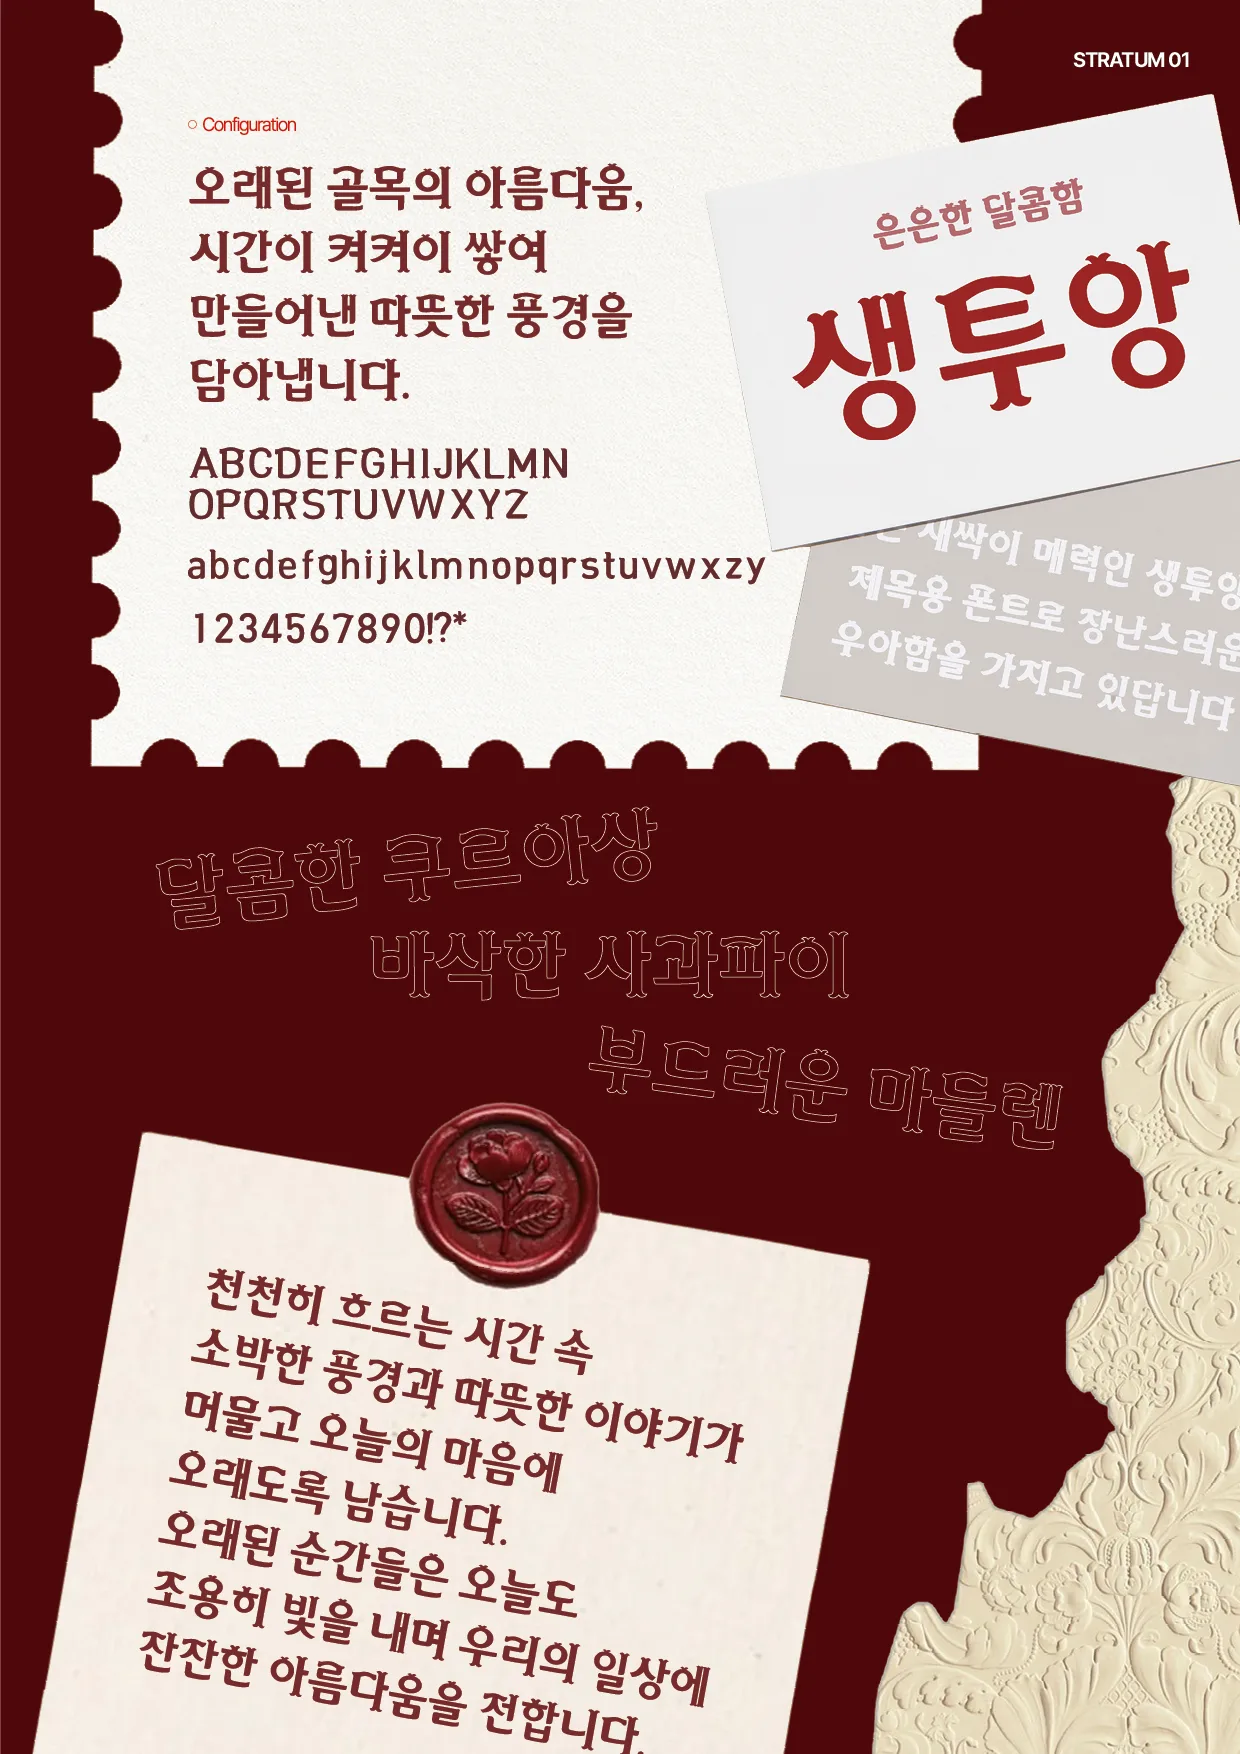 STRATUM 01
Configuration
오래된 골목의 아름다움,
시간이 켜켜이 쌓여
만들어낸 따뜻한 풍경을
담아냅니다.
ABCDEFGHIJKLMN
OPQRSTUVWXYZ
abcdefghijklmnopqrstuvwxzy
1234567890!?*
은은한 달콤함
생투앙
새싹이 매력인 생투앙
제목용 폰트로 장난스러운
우아함을 가지고 있답니다
달콤한 쿠르아상
바삭한 사과파이
부드러운 마들렌
천천히 흐르는 시간 속
소박한 풍경과 따뜻한 이야기가
머물고 오늘의 마음에
오래도록 남습니다.
오래된 순간들은 오늘도
조용히 빛을 내며 우리의 일상에
잔잔한 아름다움을 전합니다.